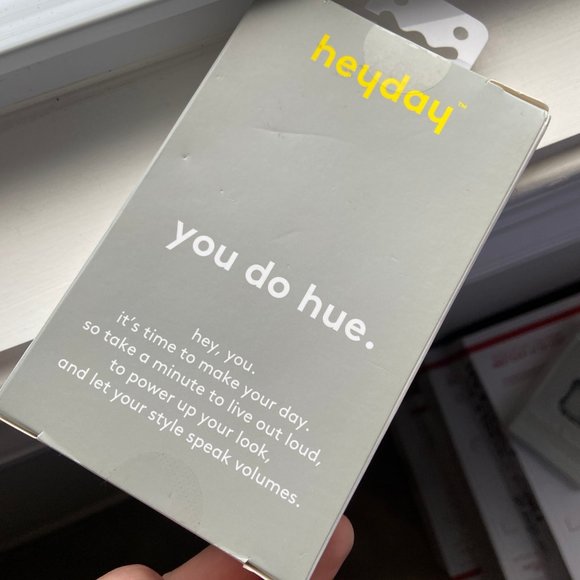 heyday™
you do hue.
hey, you.
it's time to make your day.
so take a minute to live out loud,
to power up your look,
and let your style speak volumes.